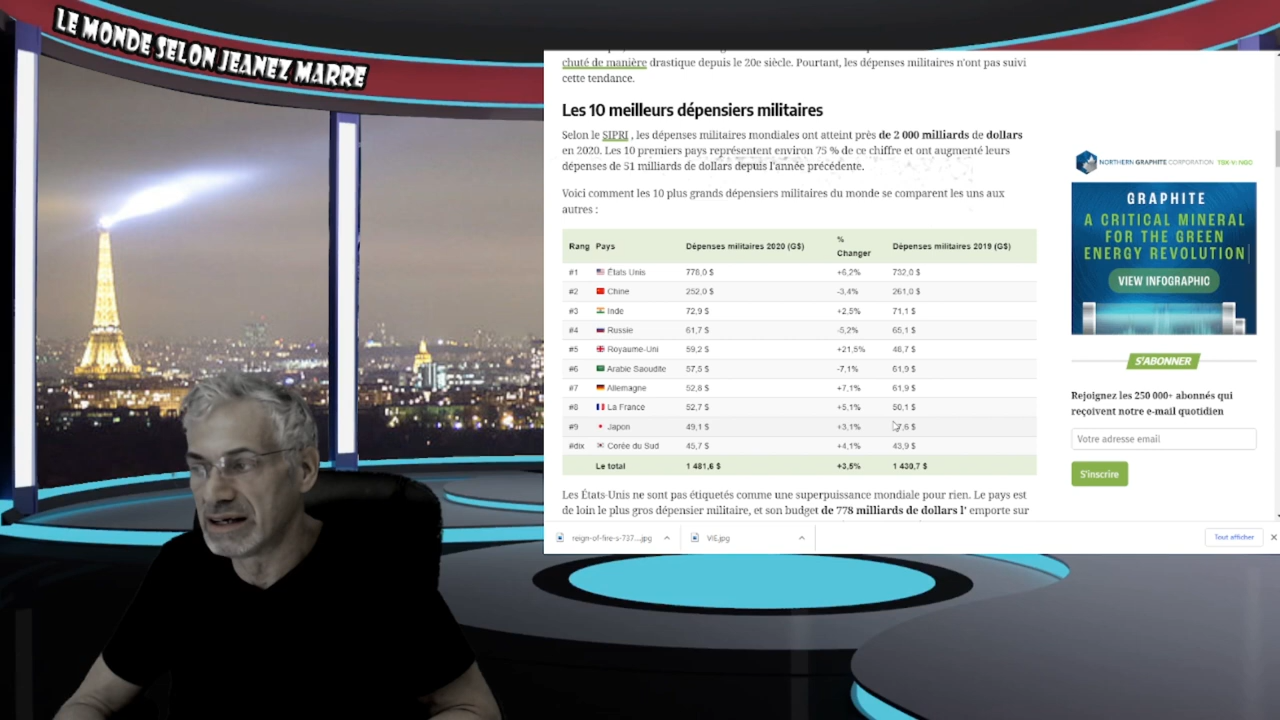 LE MONDE SELON JEANEZ MARRE
chuté de manière drastique depuis le 20e siècle. Pourtant, les dépenses militaires n'ont pas suivi
cette tendance.
Les 10 meilleurs dépensiers militaires
Selon le SIPRI , les dépenses militaires mondiales ont atteint près de 2 000 milliards de dollars
en 2020. Les 10 premiers pays représentent environ 75 % de ce chiffre et ont augmenté leurs
dépenses de 51 milliards de dollars depuis l'année précédente.
Voici comment les 10 plus grands dépensiers militaires du monde se comparent les uns aux
autres :
Rang Pays Dépenses militaires 2020 (G$) % Changer Dépenses militaires 2019 (G$)
#1 États Unis 778,0 $ +6,2% 732,0 $
#2 Chine 252,0 $ -3,4% 261,0 $
#3 Inde 72,9 $ +2,5% 71,1 $
#4 Russie 61,7 $ -5,2% 65,1 $
#5 Royaume-Uni 59,2 $ +21,5% 48,7 $
#6 Arabie Saoudite 57,5 $ -7,1% 61,9 $
#7 Allemagne 52,8 $ +7,1% 61,9 $
#8 La France 52,7 $ +5,1% 50,1 $
#9 Japon 49,1 $ +3,1%
#dix Corée du Sud 45,7 $ +4,1% 43,9 $
Le total 1 481,6 $ +3,5% 1 430,7 $
Les États-Unis ne sont pas étiquetés comme une superpuissance mondiale pour rien. Le pays est
de loin le plus gros dépensier militaire, et son budget de 778 milliards de dollars l' emporte sur
NORTHERN GRAPHITE CORPORATION TSX-V: NGC
GRAPHITE
A CRITICAL MINERAL
FOR THE GREEN
ENERGY REVOLUTION
VIEW INFOGRAPHIC
S'ABONNER
Rejoignez les 250 000+ abonnés qui
reçoivent notre e-mail quotidien
Votre adresse email
S'inscrire
reign-of-fire-s-737...jpg
VIE.jpg
Tout afficher